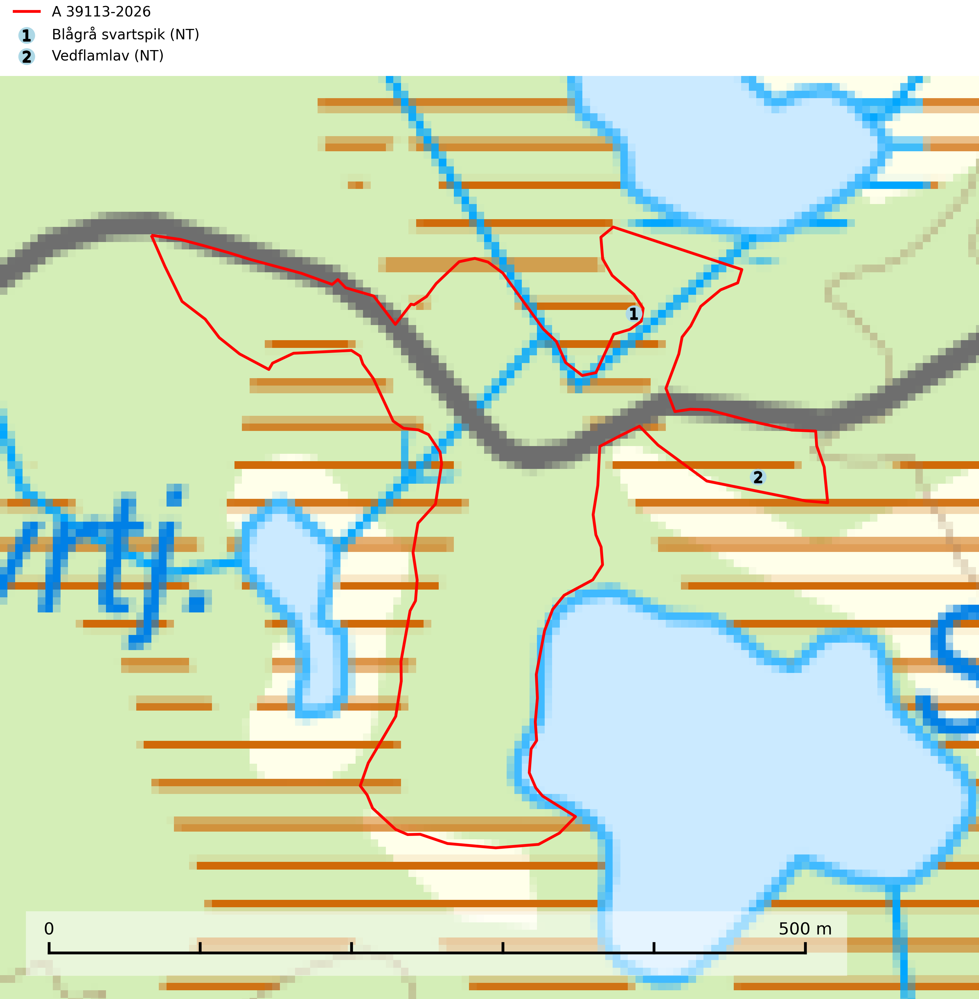 A 39113-2026
1 Blågrå svartspik (NT)
2 Vedflamlav (NT)
1
2
0 500 m